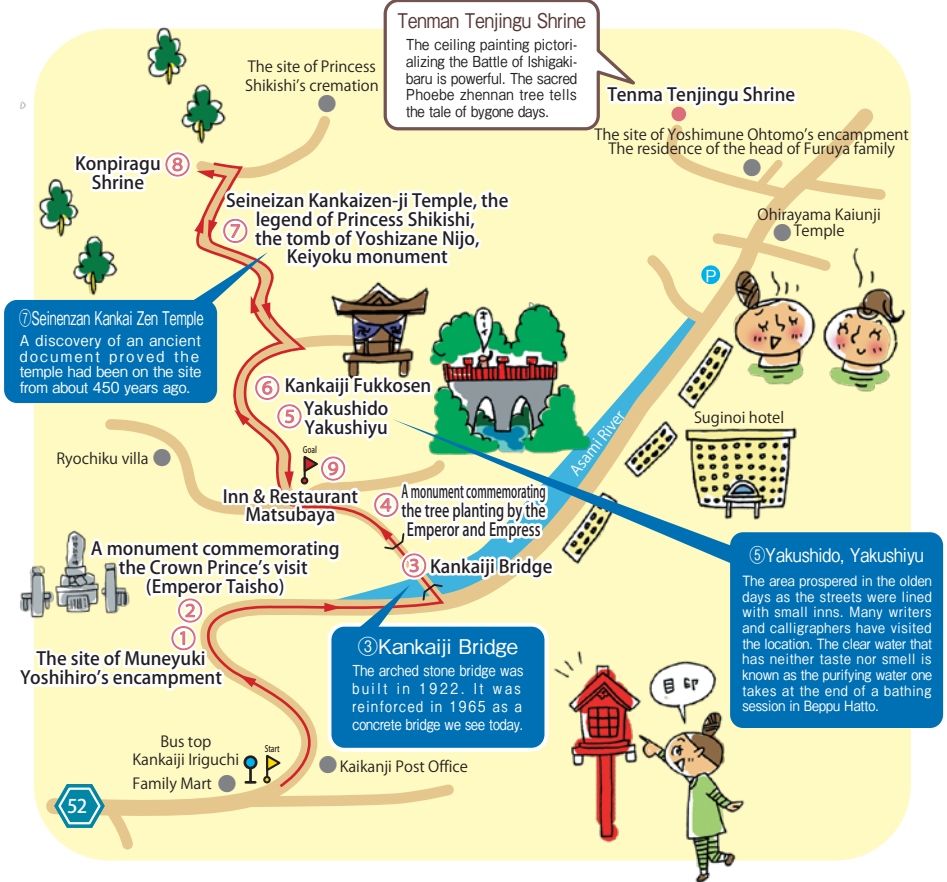 Tenman Tenjingu Shrine
The ceiling painting pictori-
alizing the Battle of Ishigaki-
baru is powerful. The sacred
Phoebe zhennan tree tells
the tale of bygone days.
The site of Princess
Shikishi's cremation
Tenma Tenjingu Shrine
The site of Yoshimune Ohtomo's encampment
The residence of the head of Furuya family
Konpiragu
Shrine
⑧
Seineizan Kankaizen-ji Temple, the
legend of Princess Shikishi,
the tomb of Yoshizane Nijo,
Keiyoku monument
⑦
Ohirayama Kaiunji
Temple
P
⑦Seinenzan Kankai Zen Temple
A discovery of an ancient
document proved the
temple had been on the site
from about 450 years ago.
オーイ
⑥ Kankaiji Fukkosen
⑤ Yakushido
Yakushiyu
Asami River
Suginoi hotel
Ryochiku villa
Goal
⑨
Inn & Restaurant
Matsubaya
④ A monument commemorating
the tree planting by the
Emperor and Empress
A monument commemorating
the Crown Prince's visit
(Emperor Taisho)
②
③ Kankaiji Bridge
①
The site of Muneyuki
Yoshihiro's encampment
③Kankaiji Bridge
The arched stone bridge was
built in 1922. It was
reinforced in 1965 as a
concrete bridge we see today.
⑤Yakushido, Yakushiyu
The area prospered in the olden
days as the streets were lined
with small inns. Many writers
and calligraphers have visited
the location. The clear water that
has neither taste nor smell is
known as the purifying water one
takes at the end of a bathing
session in Beppu Hatto.
目印
Bus top
Kankaiji Iriguchi
Start
Family Mart
Kaikanji Post Office
52